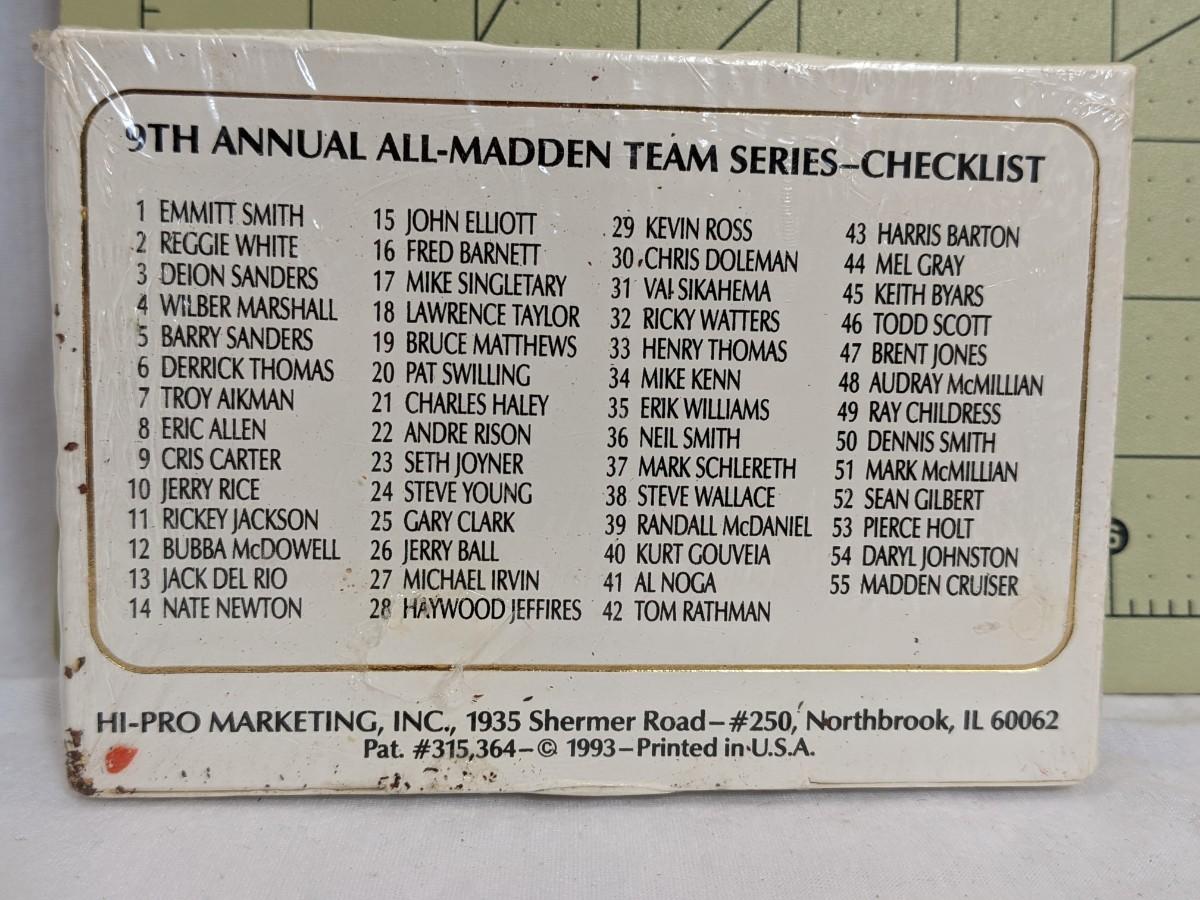 9TH ANNUAL ALL-MADDEN TEAM SERIES–CHECKLIST
1 EMMITT SMITH
2 REGGIE WHITE
3 DEION SANDERS
4 WILBER MARSHALL
5 BARRY SANDERS
6 DERRICK THOMAS
7 TROY AIKMAN
8 ERIC ALLEN
9 CRIS CARTER
10 JERRY RICE
11 RICKEY JACKSON
12 BUBBA McDOWELL
13 JACK DEL RIO
14 NATE NEWTON
15 JOHN ELLIOTT
16 FRED BARNETT
17 MIKE SINGLETARY
18 LAWRENCE TAYLOR
19 BRUCE MATTHEWS
20 PAT SWILLING
21 CHARLES HALEY
22 ANDRE RISON
23 SETH JOYNER
24 STEVE YOUNG
25 GARY CLARK
26 JERRY BALL
27 MICHAEL IRVIN
28 HAYWOOD JEFFIRES
29 KEVIN ROSS
30 CHRIS DOLEMAN
31 VAI SIKAHEMA
32 RICKY WATTERS
33 HENRY THOMAS
34 MIKE KENN
35 ERIK WILLIAMS
36 NEIL SMITH
37 MARK SCHLERETH
38 STEVE WALLACE
39 RANDALL McDANIEL
40 KURT GOUVEIA
41 AL NOGA
42 TOM RATHMAN
43 HARRIS BARTON
44 MEL GRAY
45 KEITH BYARS
46 TODD SCOTT
47 BRENT JONES
48 AUDRAY McMILLIAN
49 RAY CHILDRESS
50 DENNIS SMITH
51 MARK McMILLIAN
52 SEAN GILBERT
53 PIERCE HOLT
54 DARYL JOHNSTON
55 MADDEN CRUISER
HI-PRO MARKETING, INC., 1935 Shermer Road–#250, Northbrook, IL 60062
Pat. #315,364–© 1993–Printed in U.S.A.